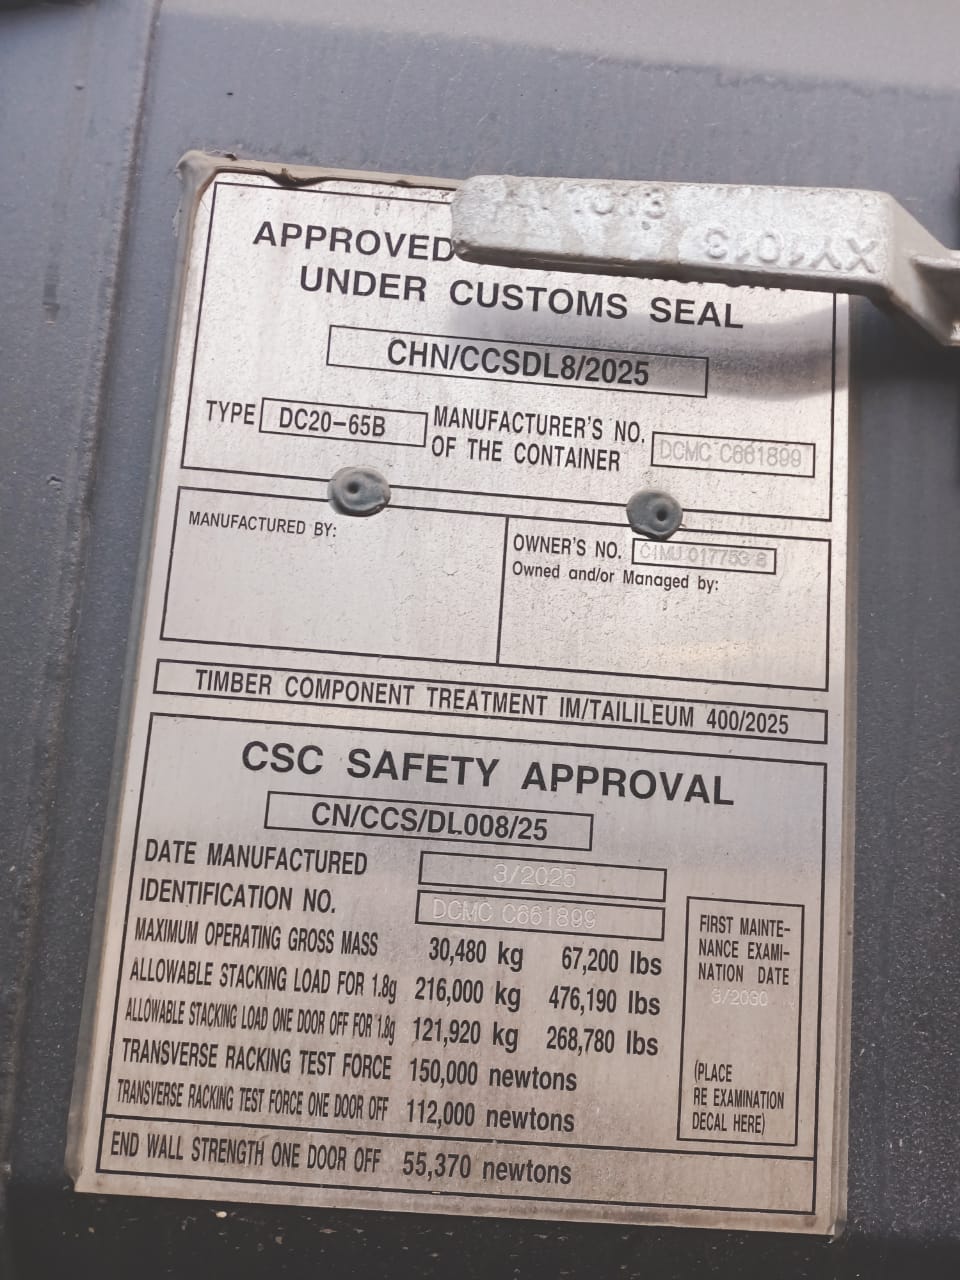 XY1013
APPROVED
UNDER CUSTOMS SEAL
CHN/CCSDL8/2025
TYPE DC20-65B
MANUFACTURER'S NO.
OF THE CONTAINER
DCMC C661899
MANUFACTURED BY:
OWNER'S NO.
Owned and/or Managed by:
TIMBER COMPONENT TREATMENT IM/TAILILEUM 400/2025
CSC SAFETY APPROVAL
CN/CCS/DL008/25
DATE MANUFACTURED 3/2025
IDENTIFICATION NO. DCMC C661899
MAXIMUM OPERATING GROSS MASS 30,480 kg 67,200 lbs
ALLOWABLE STACKING LOAD FOR 1.8g 216,000 kg 476,190 lbs
ALLOWABLE STACKING LOAD ONE DOOR OFF FOR 1.8g 121,920 kg 268,780 lbs
TRANSVERSE RACKING TEST FORCE 150,000 newtons
TRANSVERSE RACKING TEST FORCE ONE DOOR OFF 112,000 newtons
END WALL STRENGTH ONE DOOR OFF 55,370 newtons
FIRST MAINTE-
NANCE EXAMI-
NATION DATE
3/2030
(PLACE
RE EXAMINATION
DECAL HERE)